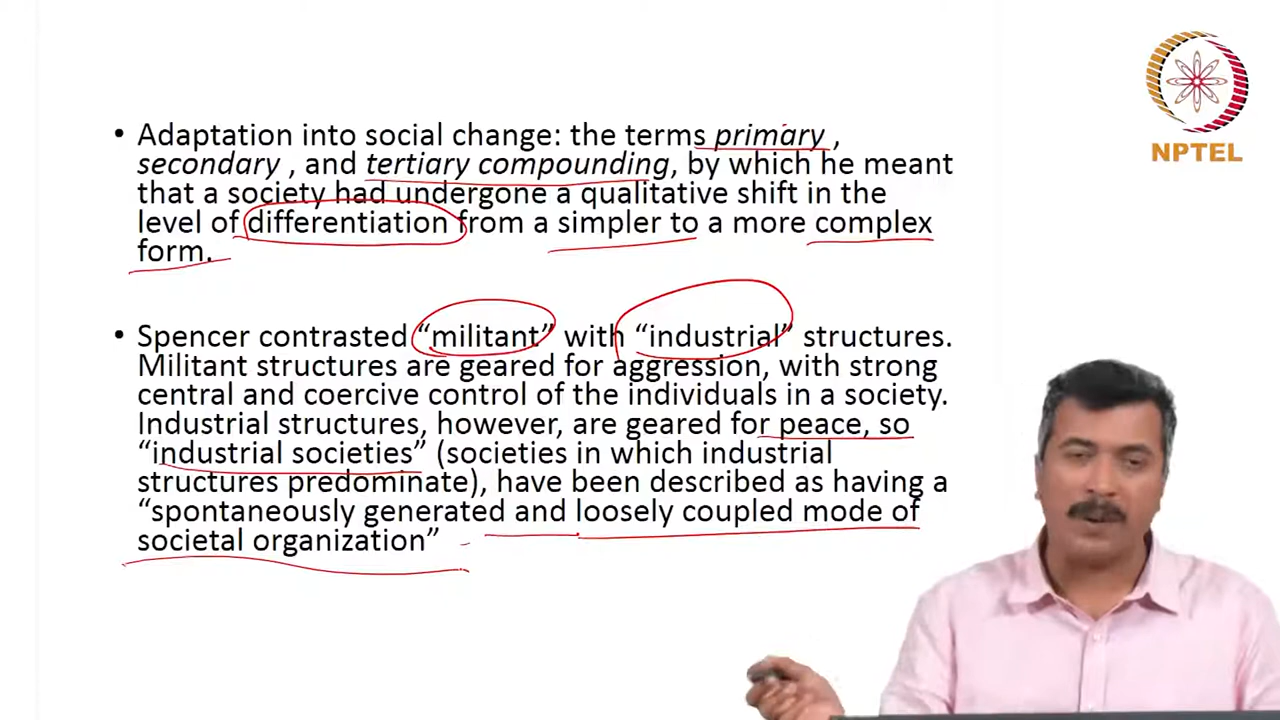 NPTEL
• Adaptation into social change: the terms primary ,
secondary , and tertiary compounding, by which he meant
that a society had undergone a qualitative shift in the
level of differentiation from a simpler to a more complex
form.
• Spencer contrasted “militant” with “industrial” structures.
Militant structures are geared for aggression, with strong
central and coercive control of the individuals in a society.
Industrial structures, however, are geared for peace, so
“industrial societies” (societies in which industrial
structures predominate), have been described as having a
“spontaneously generated and loosely coupled mode of
societal organization”